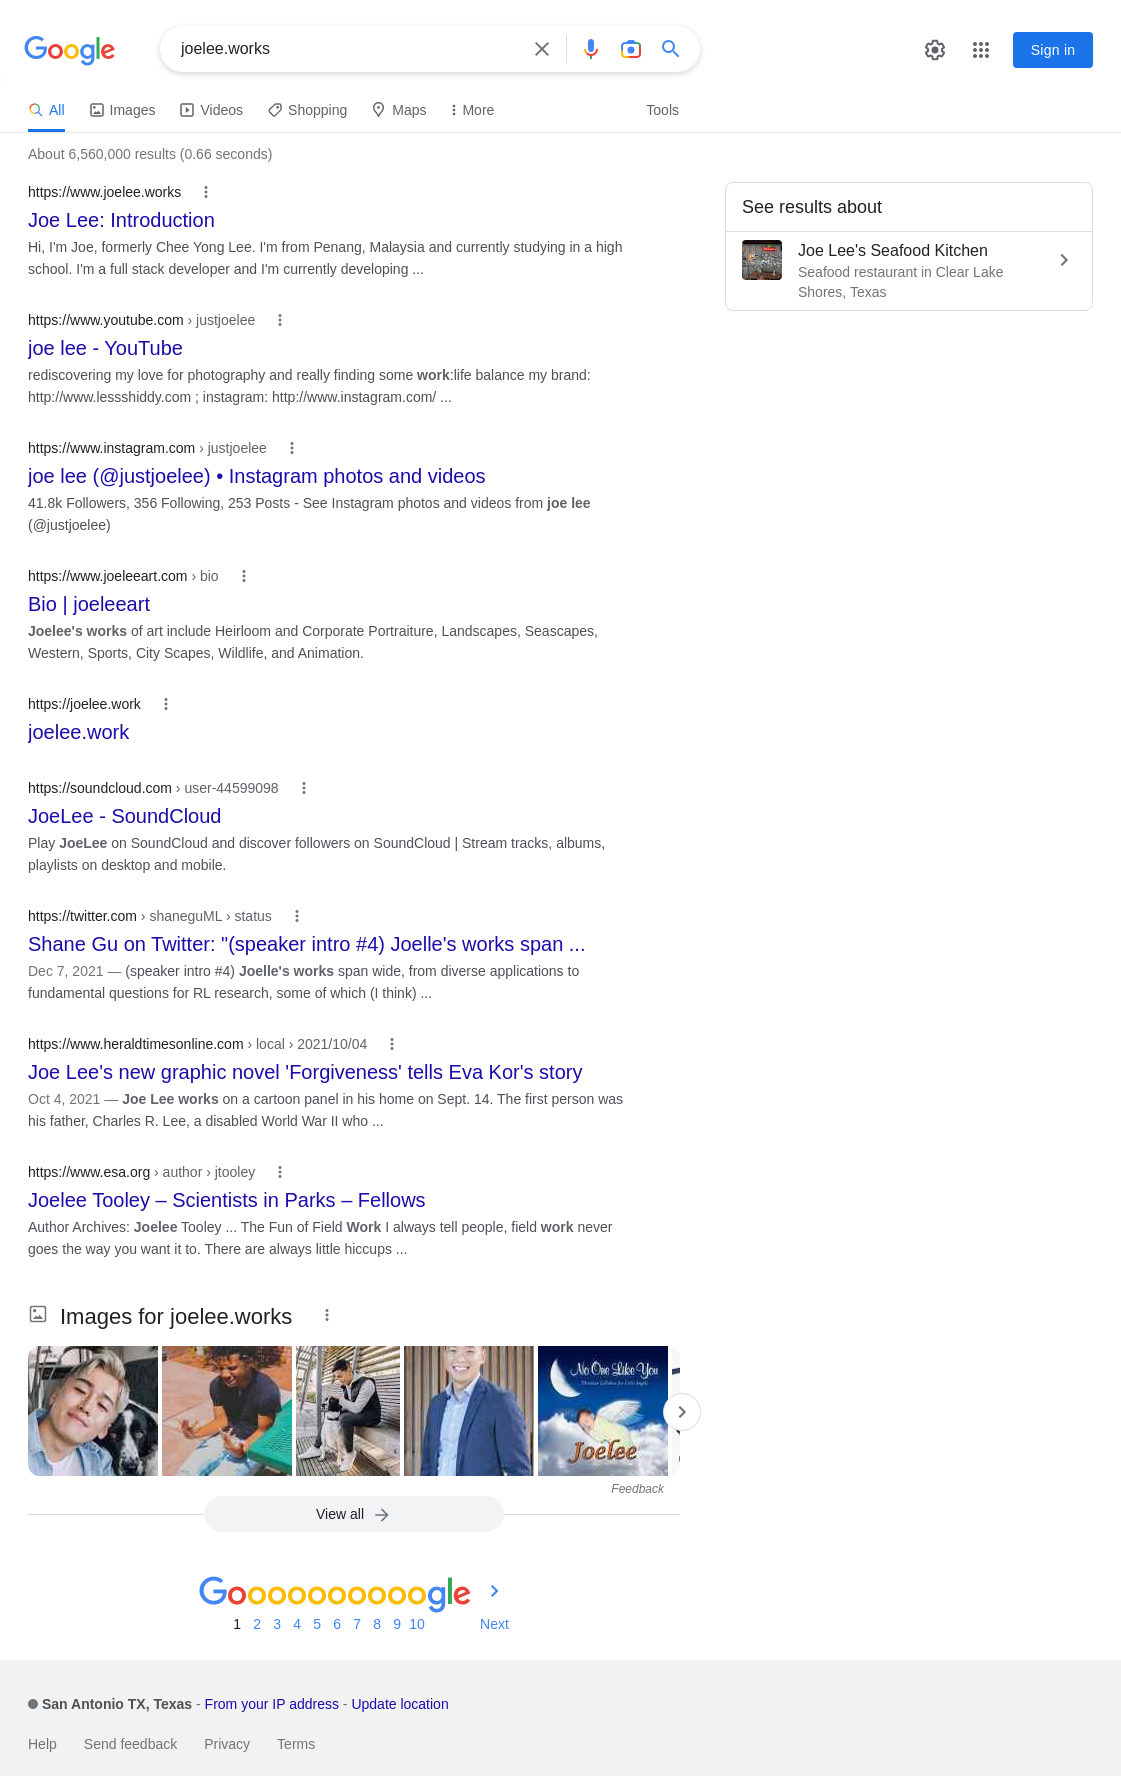 Google
joelee.works
Sign in
All
Images
Videos
Shopping
Maps
More
Tools
About 6,560,000 results (0.66 seconds)
https://www.joelee.works
Joe Lee: Introduction
Hi, I'm Joe, formerly Chee Yong Lee. I'm from Penang, Malaysia and currently studying in a high
school. I'm a full stack developer and I'm currently developing ...
See results about
Joe Lee's Seafood Kitchen
Seafood restaurant in Clear Lake
Shores, Texas
https://www.youtube.com › justjoelee
joe lee - YouTube
rediscovering my love for photography and really finding some work:life balance my brand:
http://www.lessshiddy.com ; instagram: http://www.instagram.com/ ...
https://www.instagram.com › justjoelee
joe lee (@justjoelee) • Instagram photos and videos
41.8k Followers, 356 Following, 253 Posts - See Instagram photos and videos from joe lee
(@justjoelee)
https://www.joeleeart.com › bio
Bio | joeleeart
Joelee's works of art include Heirloom and Corporate Portraiture, Landscapes, Seascapes,
Western, Sports, City Scapes, Wildlife, and Animation.
https://joelee.work
joelee.work
https://soundcloud.com › user-44599098
JoeLee - SoundCloud
Play JoeLee on SoundCloud and discover followers on SoundCloud | Stream tracks, albums,
playlists on desktop and mobile.
https://twitter.com › shaneguML › status
Shane Gu on Twitter: "(speaker intro #4) Joelle's works span ...
Dec 7, 2021 — (speaker intro #4) Joelle's works span wide, from diverse applications to
fundamental questions for RL research, some of which (I think) ...
https://www.heraldtimesonline.com › local › 2021/10/04
Joe Lee's new graphic novel 'Forgiveness' tells Eva Kor's story
Oct 4, 2021 — Joe Lee works on a cartoon panel in his home on Sept. 14. The first person was
his father, Charles R. Lee, a disabled World War II who ...
https://www.esa.org › author › jtooley
Joelee Tooley – Scientists in Parks – Fellows
Author Archives: Joelee Tooley ... The Fun of Field Work I always tell people, field work never
goes the way you want it to. There are always little hiccups ...
Images for joelee.works
No One Like You
Joelee
Feedback
View all
Goooooooooogle
1 2 3 4 5 6 7 8 9 10 Next
San Antonio TX, Texas - From your IP address - Update location
Help Send feedback Privacy Terms